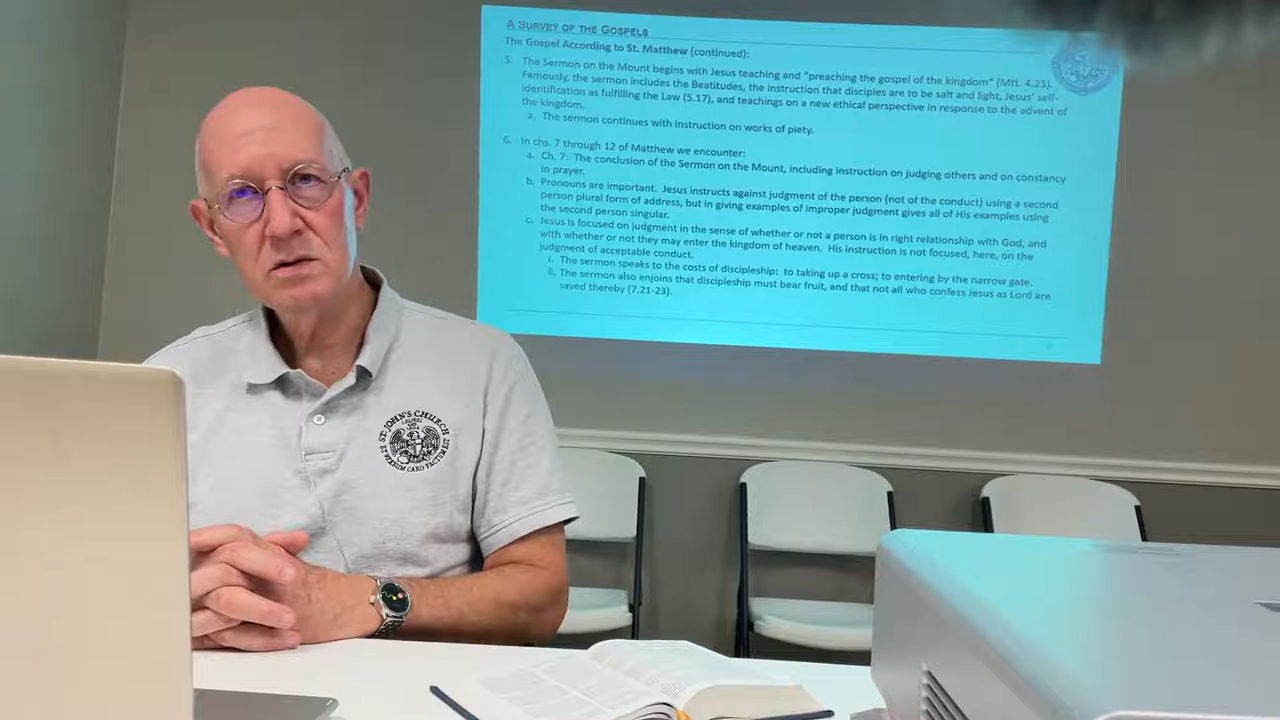 A SURVEY OF THE GOSPELS
The Gospel According to St. Matthew (continued):
5. The Sermon on the Mount begins with Jesus teaching and “preaching the gospel of the kingdom” (Mtt. 4.23).
Famously, the sermon includes the Beatitudes, the instruction that disciples are to be salt and light, Jesus’ self-
identification as fulfilling the Law (5.17), and teachings on a new ethical perspective in response to the advent of
the kingdom.
a. The sermon continues with instruction on works of piety.
6. In chs. 7 through 12 of Matthew we encounter:
a. Ch. 7: The conclusion of the Sermon on the Mount, including instruction on judging others and on constancy
in prayer.
b. Pronouns are important. Jesus instructs against judgment of the person (not of the conduct) using a second
person plural form of address, but in giving examples of improper judgment gives all of His examples using
the second person singular.
c. Jesus is focused on judgment in the sense of whether or not a person is in right relationship with God, and
with whether or not they may enter the kingdom of heaven. His instruction is not focused, here, on the
judgment of acceptable conduct.
i. The sermon speaks to the costs of discipleship: to taking up a cross; to entering by the narrow gate.
ii. The sermon also enjoins that discipleship must bear fruit, and that not all who confess Jesus as Lord are
saved thereby (7.21-23).
ST. JOHN'S CHURCH
LAUREL
ET VERBUM CARO FACTUM EST